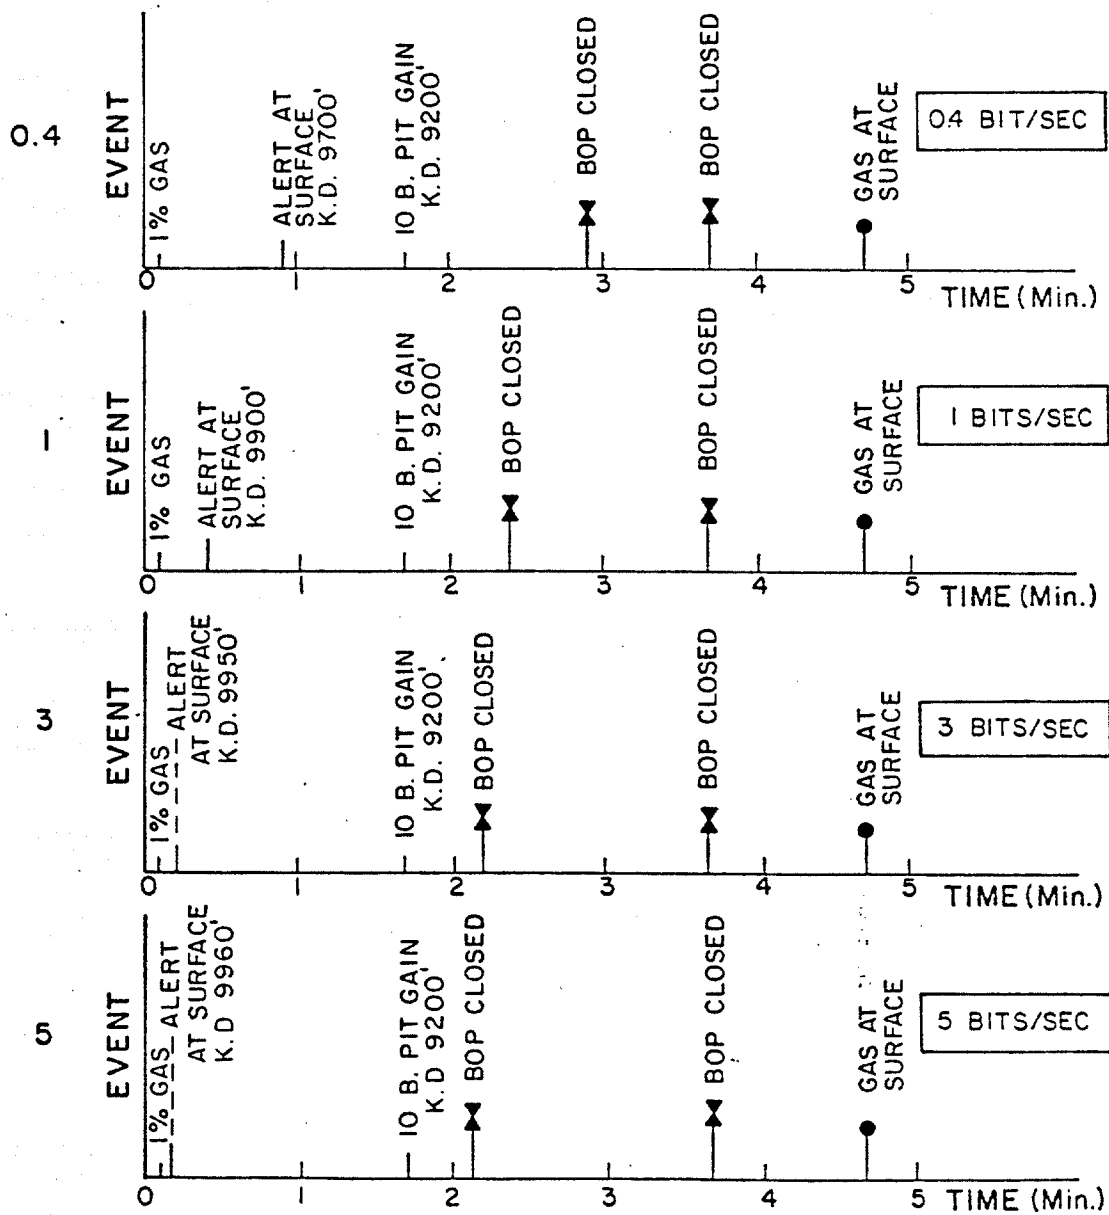 0.4
EVENT
1% GAS
ALERT AT
SURFACE
K.D. 9700'
10 B. PIT GAIN
K.D. 9200'
BOP CLOSED
BOP CLOSED
GAS AT
SURFACE
0.4 BIT/SEC
0 1 2 3 4 5 TIME (Min.)
1
EVENT
1% GAS
ALERT AT
SURFACE
K.D. 9900'
10 B. PIT GAIN
K.D. 9200'
BOP CLOSED
BOP CLOSED
GAS AT
SURFACE
1 BITS/SEC
0 1 2 3 4 5 TIME (Min.)
3
EVENT
1% GAS
ALERT
AT SURFACE
K.D. 9950'
10 B. PIT GAIN
K.D. 9200'
BOP CLOSED
BOP CLOSED
GAS AT
SURFACE
3 BITS/SEC
0 1 2 3 4 5 TIME (Min.)
5
EVENT
1% GAS
ALERT
AT SURFACE
K.D 9960'
10 B. PIT GAIN
K.D 9200'
BOP CLOSED
BOP CLOSED
GAS AT
SURFACE
5 BITS/SEC
0 1 2 3 4 5 TIME (Min.)